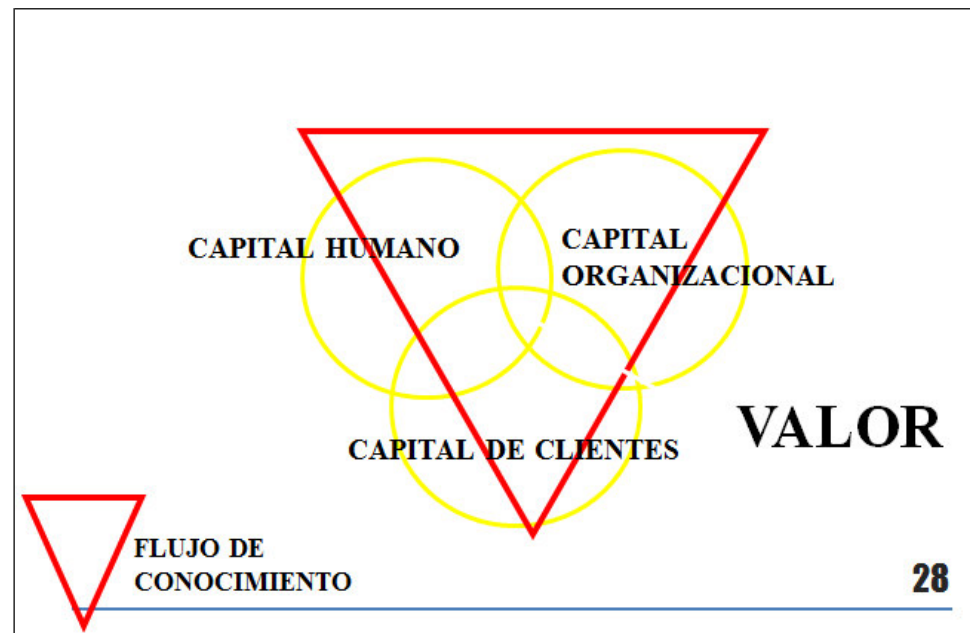 CAPITAL HUMANO
CAPITAL
ORGANIZACIONAL
CAPITAL DE CLIENTES
VALOR
FLUJO DE
CONOCIMIENTO
28